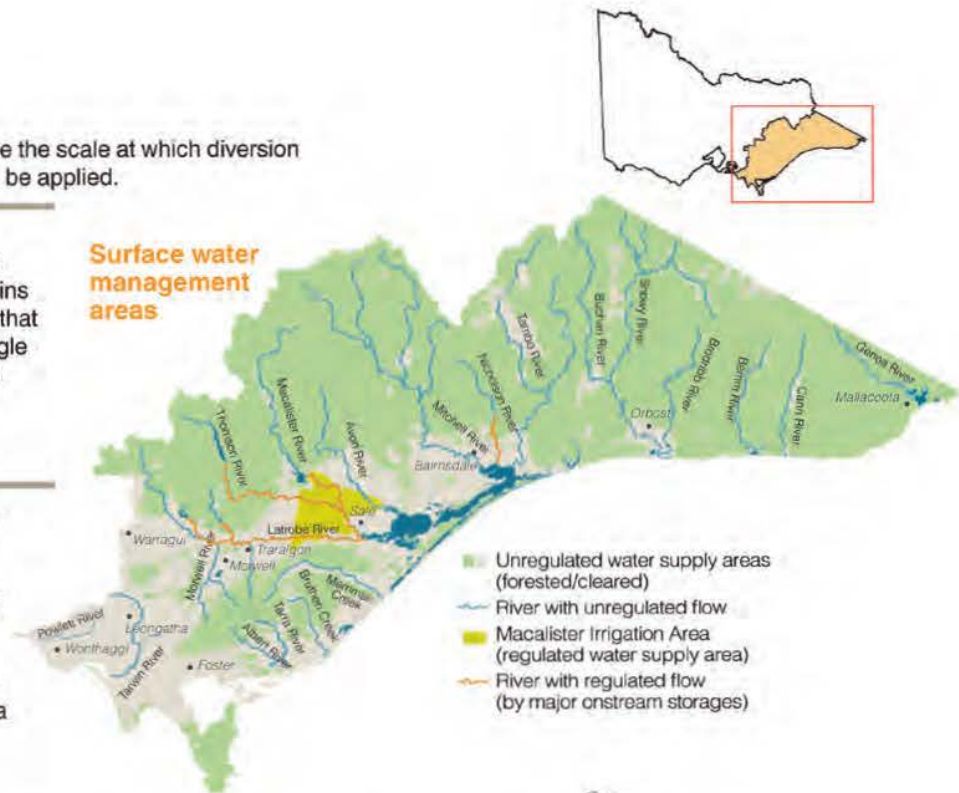 e the scale at which diversion
be applied.
ins
that
gle
a
Surface water
management
areas
Thomson River
Macalister River
Avon River
Mitchell River
Nicholson River
Tambo River
Buchan River
Snowy River
Brodribb River
Bemm River
Cann River
Genoa River
Mallacoota
Orbost
Bairnsdale
Sale
Latrobe River
Warragul
Morwell River
Traralgon
Morwell
Merriman
Creek
Bruthen Creek
Tarra River
Albert River
Powlett River
Leongatha
Wonthaggi
Tarwin River
Foster
Unregulated water supply areas
(forested/cleared)
River with unregulated flow
Macalister Irrigation Area
(regulated water supply area)
River with regulated flow
(by major onstream storages)